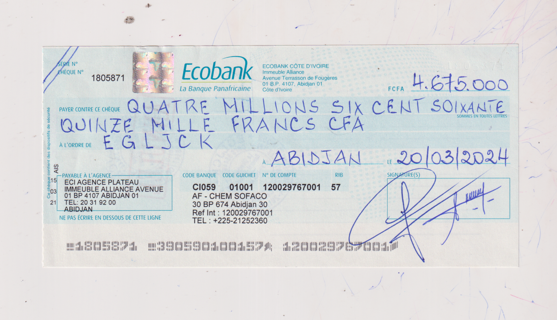 SÉRIE N°
CHÈQUE N° 1805871
Ecobank
La Banque Panafricaine
ECOBANK CÔTE D'IVOIRE
Immeuble Alliance
Avenue Terrasson de Fougères
01 B.P. 4107, Abidjan 01
Côte d'Ivoire
FCFA 4.675.000
PAYEZ CONTRE CE CHÈQUE QUATRE MILLIONS SIX CENT SOIXANTE
QUINZE MILLE FRANCS CFA
À L'ORDRE DE EGLJCK
À ABIDJAN LE 20/03/2024
PAYABLE À L'AGENCE
ECI AGENCE PLATEAU
IMMEUBLE ALLIANCE AVENUE
01 BP 4107 ABIDJAN 01
TEL: 20 31 92 00
ABIDJAN
CODE BANQUE CODE GUICHET N° DE COMPTE RIB
CI059 01001 120029767001 57
AF - CHEM SOFACO
30 BP 674 Abidjan 30
Ref Int : 120029767001
TEL : +225-21252360
SIGNATURE(S)
NE PAS ÉCRIRE EN DESSOUS DE CETTE LIGNE
1805871 390590100157 120029767001